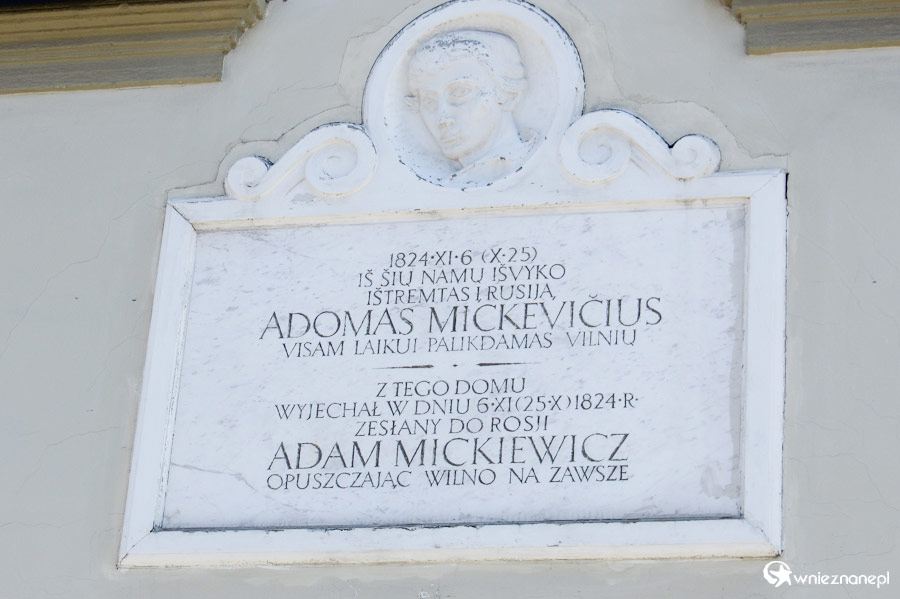 1824·XI·6 (X·25)
IŠ ŠIŲ NAMŲ IŠVYKO
IŠTREMTAS Į RUSIJĄ
ADOMAS MICKEVIČIUS
VISAM LAIKUI PALIKDAMAS VILNIŲ
Z TEGO DOMU
WYJECHAŁ W DNIU 6·XI(25·X)1824·R·
ZESŁANY DO ROSJI
ADAM MICKIEWICZ
OPUSZCZAJĄC WILNO NA ZAWSZE
wnieznane.pl